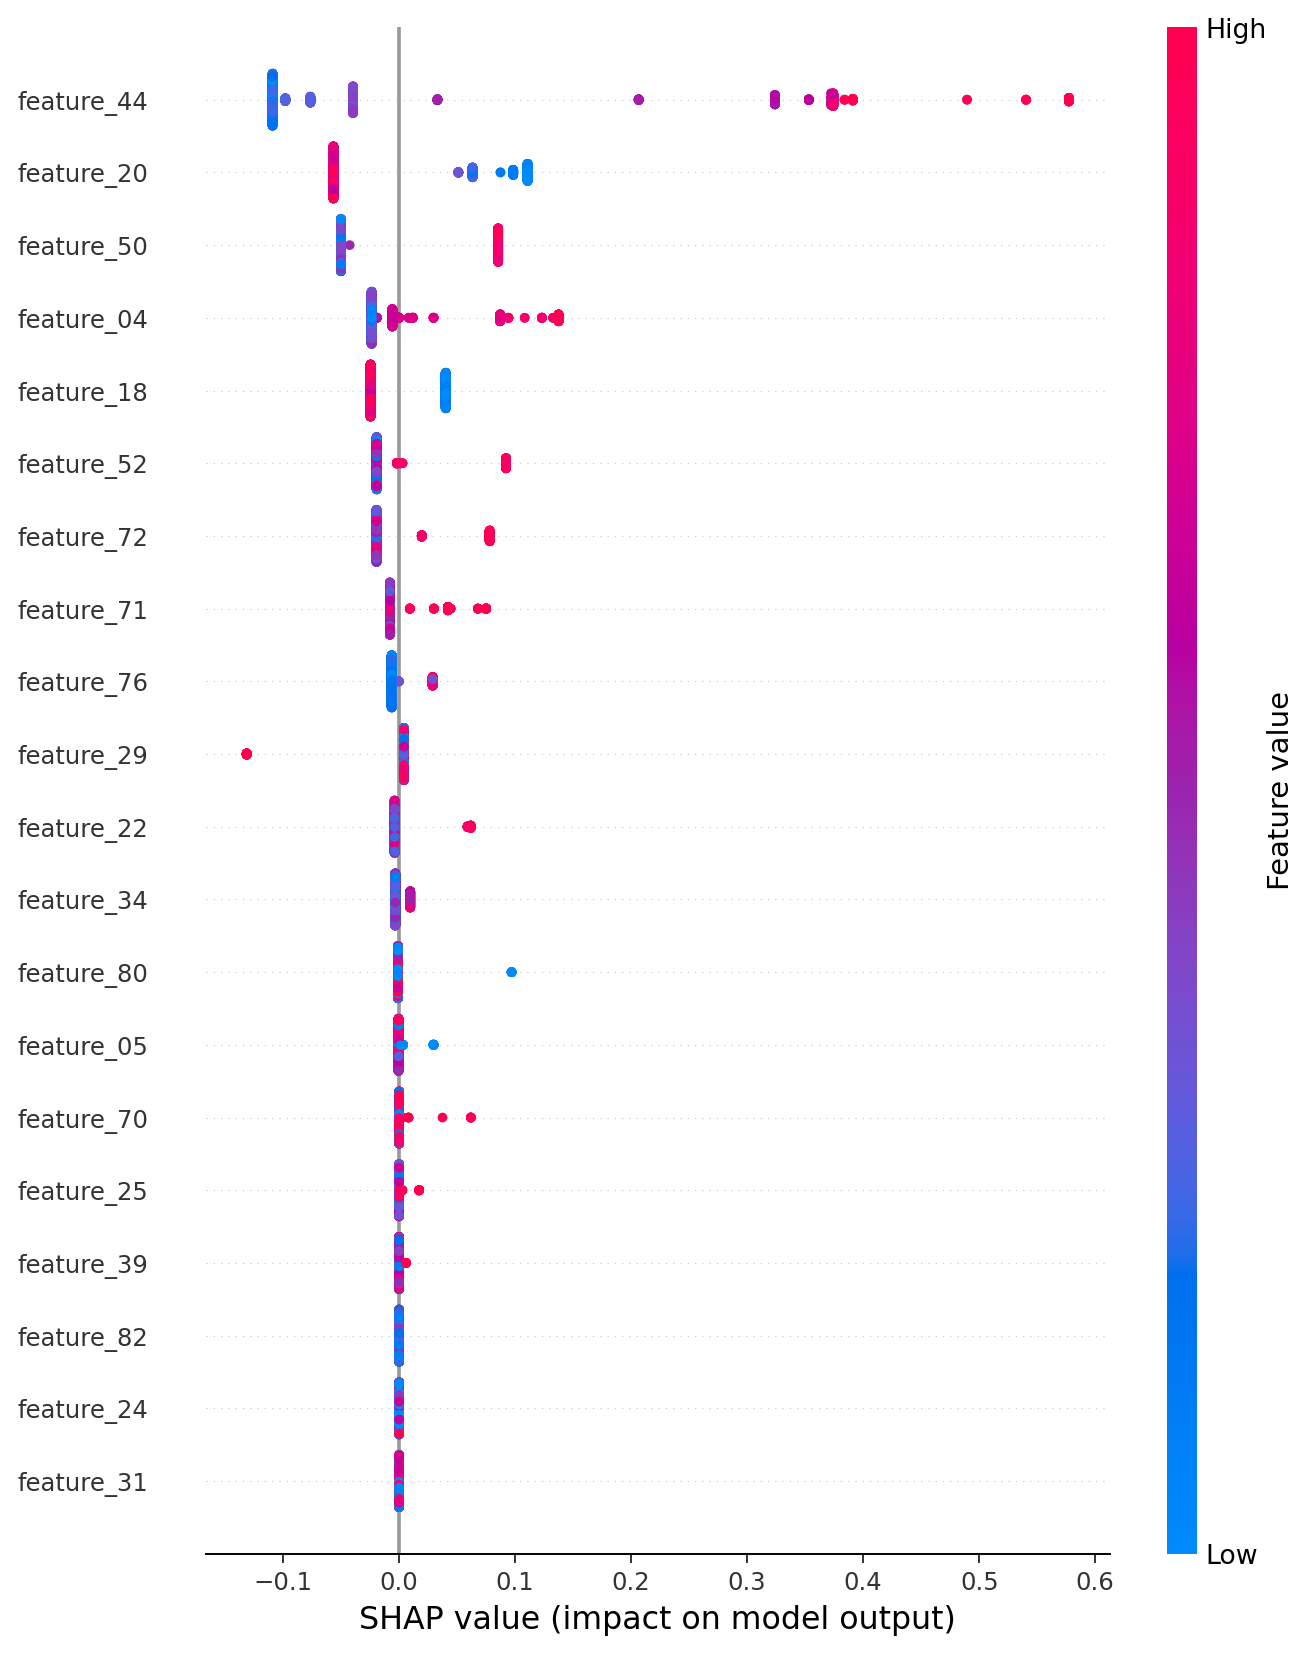 High
feature_44
feature_20
feature_50
feature_04
feature_18
feature_52
feature_72
feature_71
feature_76
feature_29
feature_22
feature_34
feature_80
feature_05
feature_70
feature_25
feature_39
feature_82
feature_24
feature_31
Feature value
Low
−0.1 0.0 0.1 0.2 0.3 0.4 0.5 0.6
SHAP value (impact on model output)